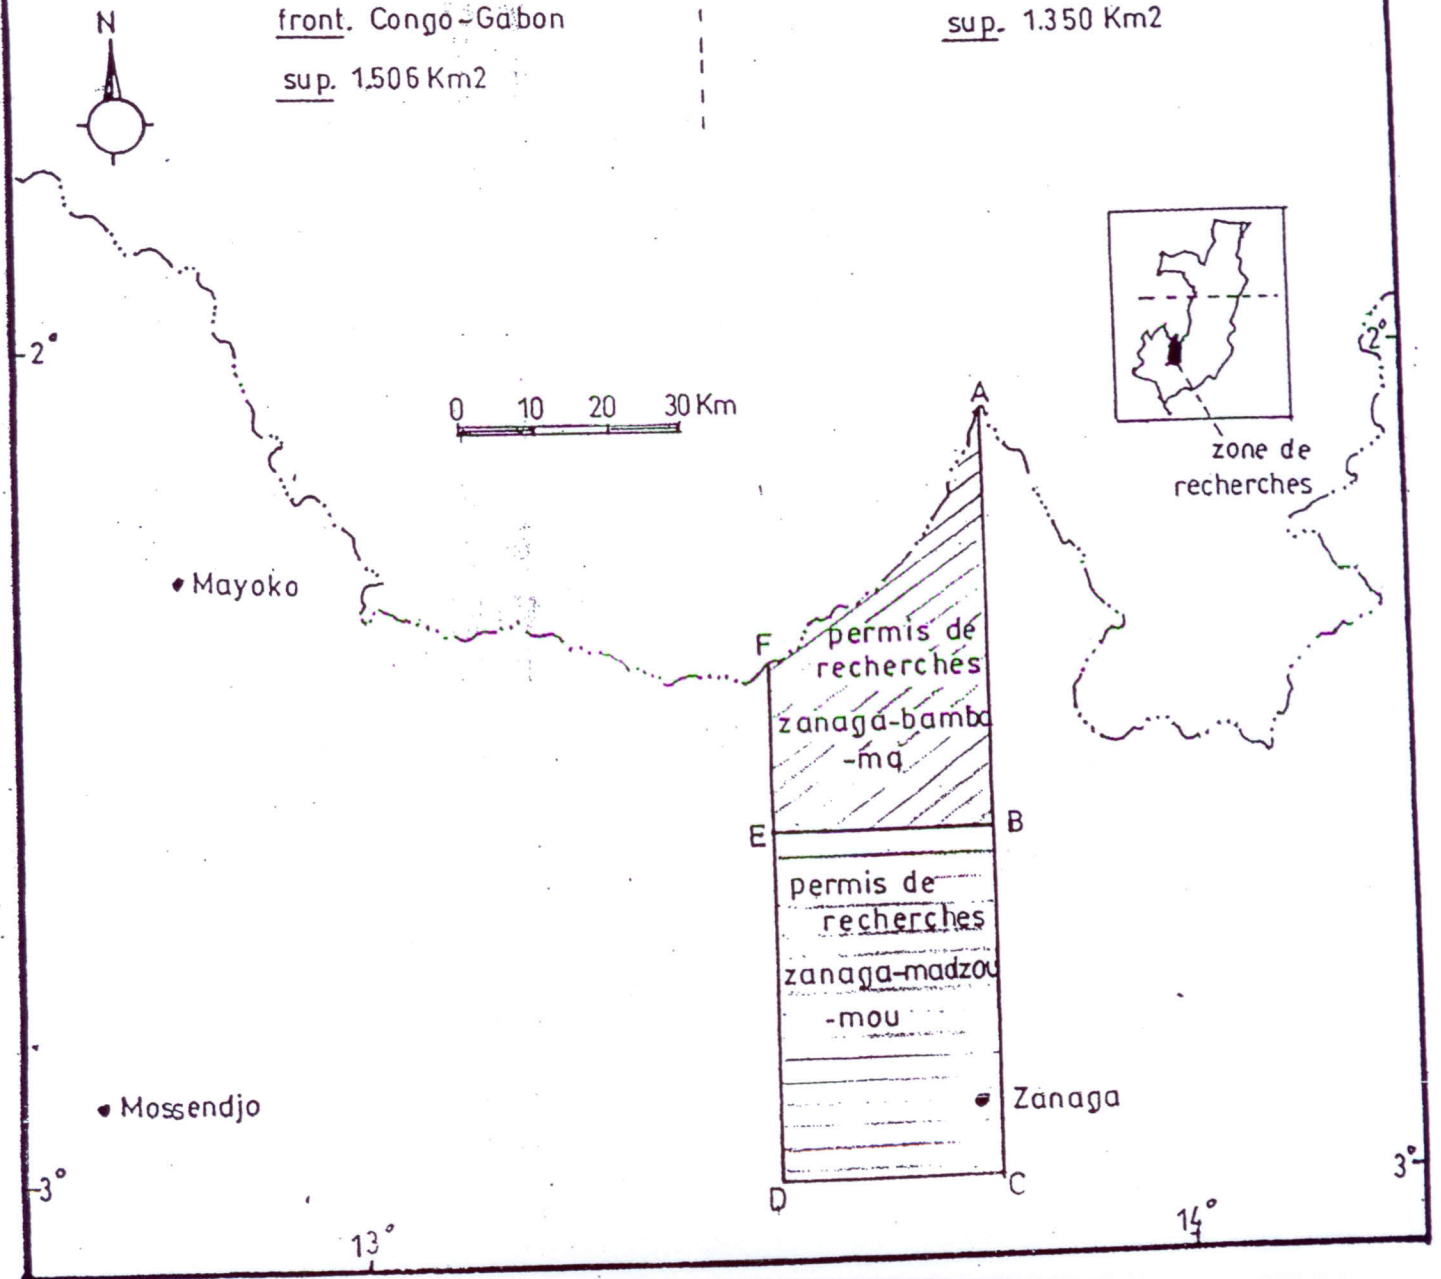 N
front. Congo-Gabon
sup. 1.506 Km2
sup. 1.350 Km2
2°
2°
0 10 20 30 Km
A
zone de
recherches
Mayoko
F
permis de
recherches
zanaga-bamba
-ma
E
B
permis de
recherches
zanaga-madzou
-mou
Mossendjo
Zanaga
3°
3°
D
C
13°
14°